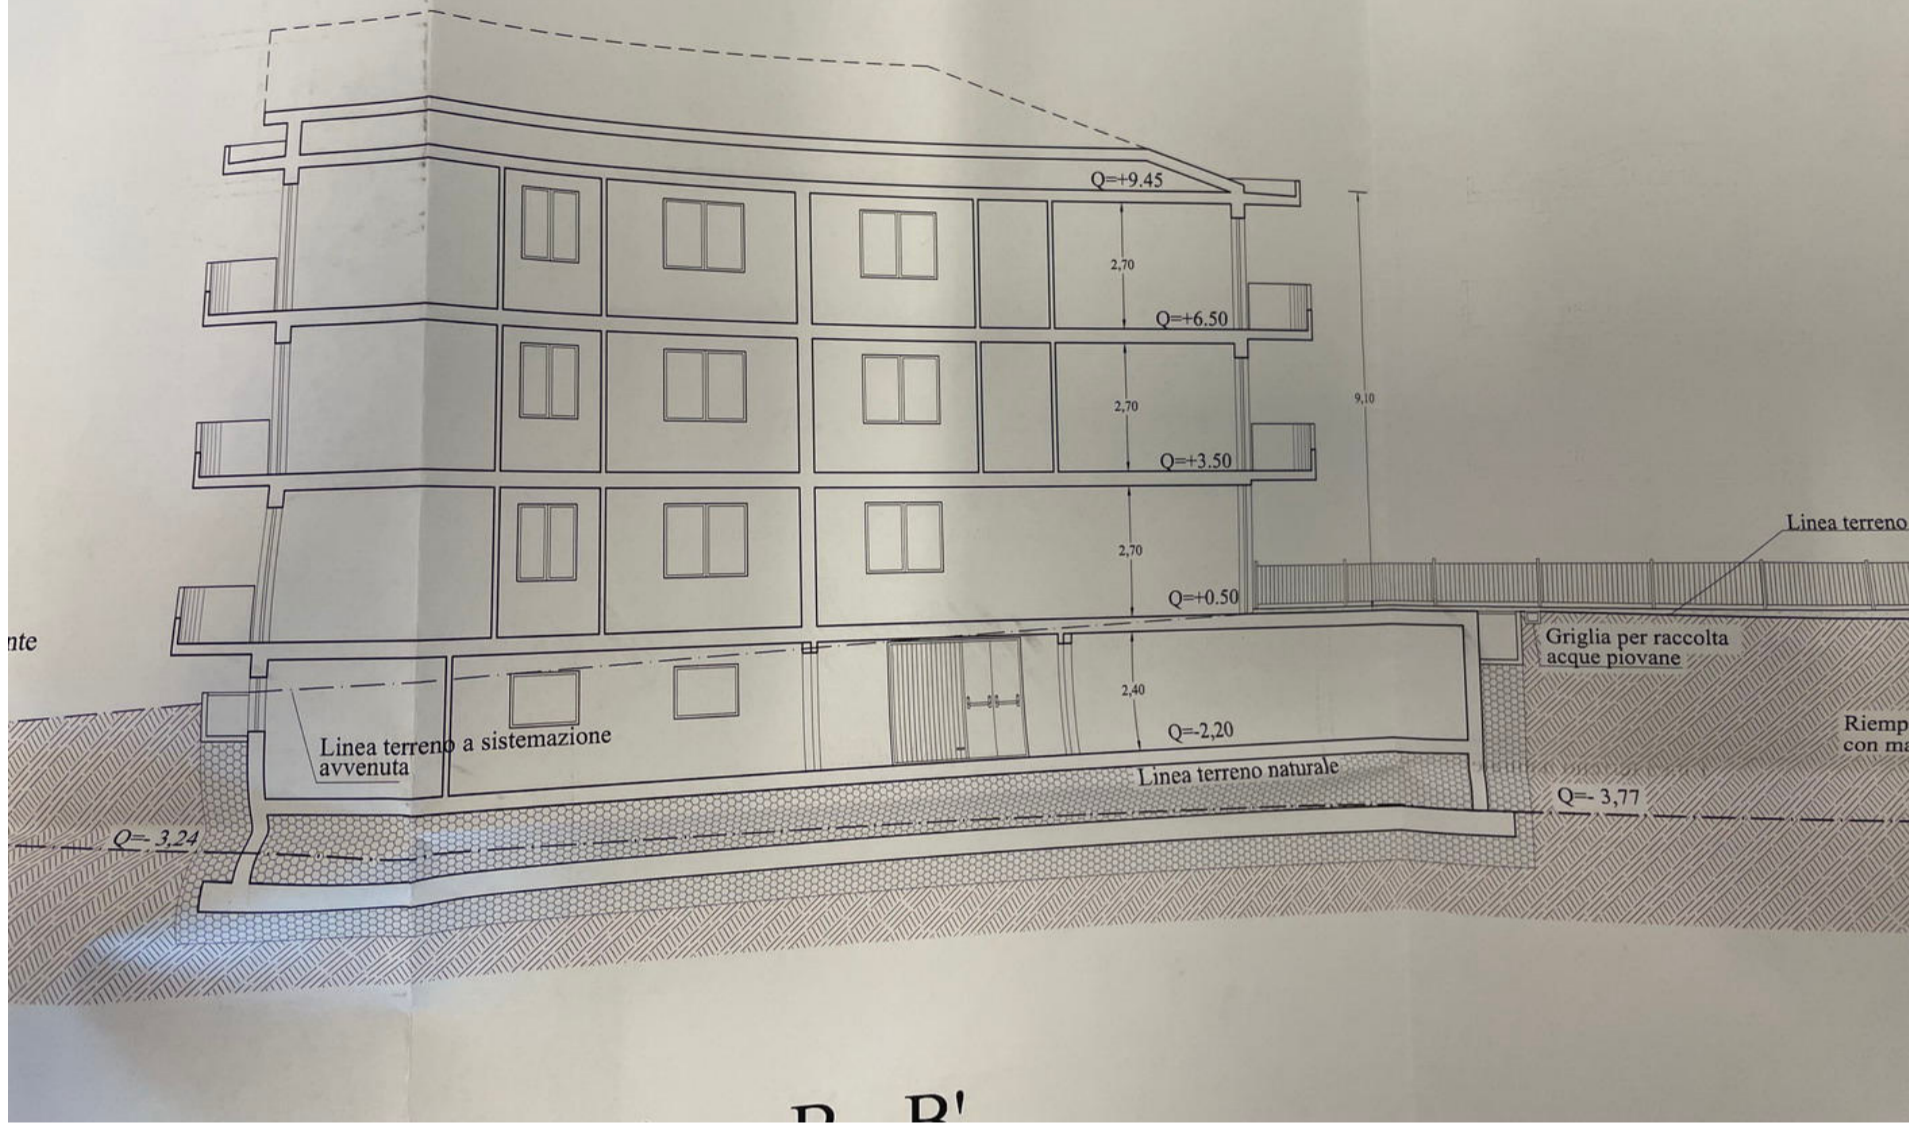 Q=+9.45
2,70
Q=+6.50
2,70
9,10
Q=+3.50
Linea terreno
2,70
Q=+0.50
nte
Griglia per raccolta
acque piovane
2,40
Q=-2,20
Riemp
con ma
Linea terreno a sistemazione
avvenuta
Linea terreno naturale
Q=- 3,77
Q=- 3,24
B'